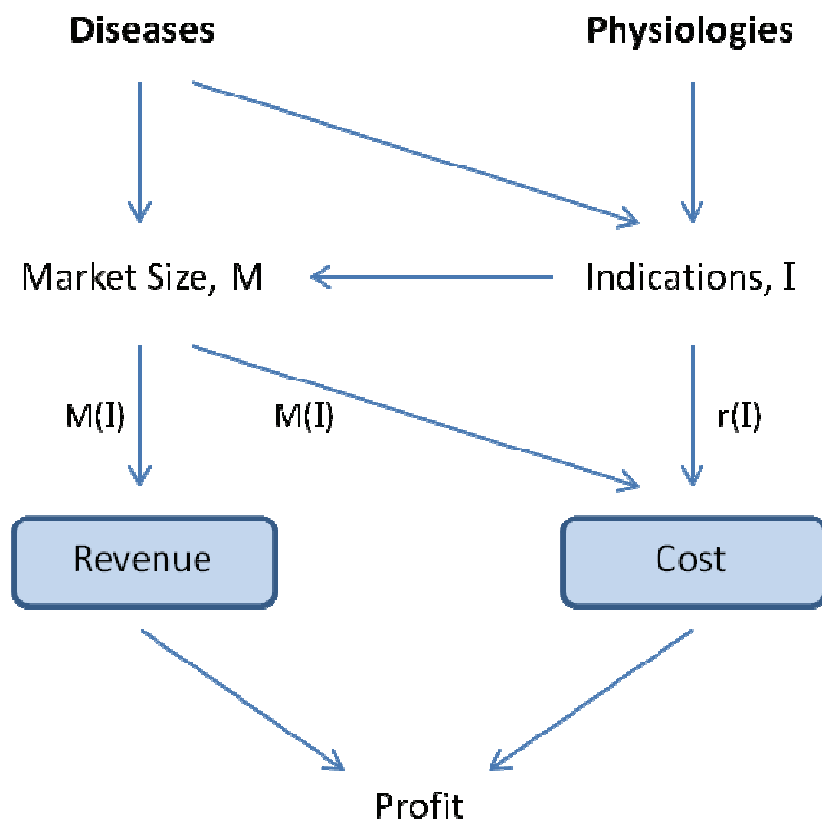 Diseases
Physiologies
Market Size, M
Indications, I
M(I)
M(I)
r(I)
Revenue
Cost
Profit